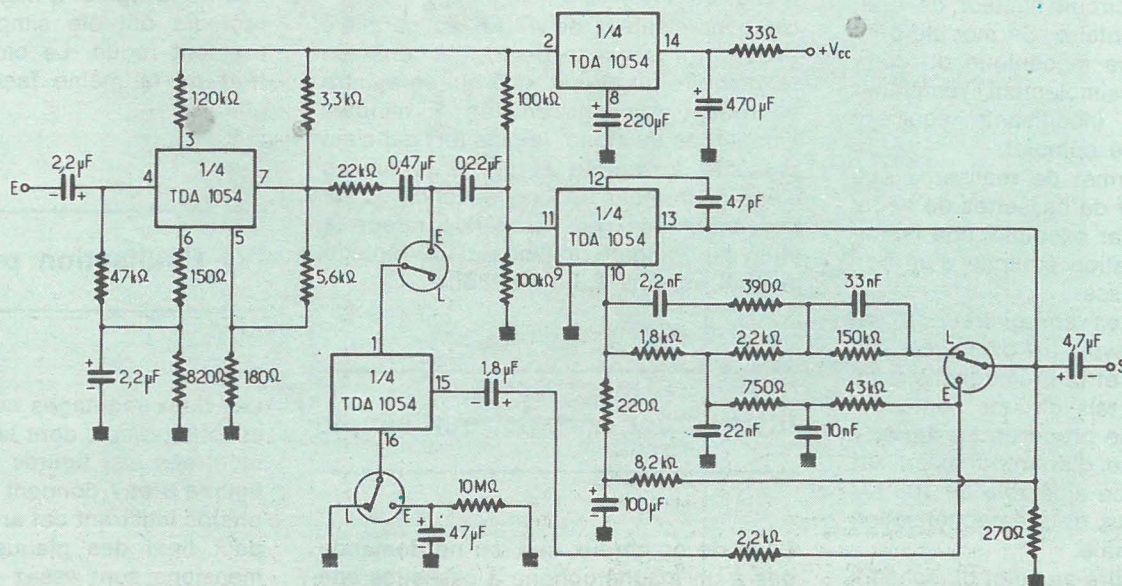 2
1/4
TDA 1054
14
8
33Ω
+Vcc
+
−
220µF
470µF
120kΩ
3,3kΩ
100kΩ
E
2,2µF
− +
4
3
1/4
TDA 1054
7
6
5
22kΩ
0,47µF
0,22µF
12
11
1/4
TDA 1054
13
9
10
47pF
47kΩ
150Ω
5,6kΩ
100kΩ
E
L
2,2nF
390Ω
33nF
1,8kΩ
2,2kΩ
150kΩ
L
4,7µF
+ −
S
+
−
2,2µF
820Ω
180Ω
1
1/4
TDA 1054
15
16
1,8µF
− +
220Ω
750Ω
43kΩ
E
22nF
10nF
8,2kΩ
L
E
10MΩ
+
47µF
+
100µF
2,2kΩ
270Ω